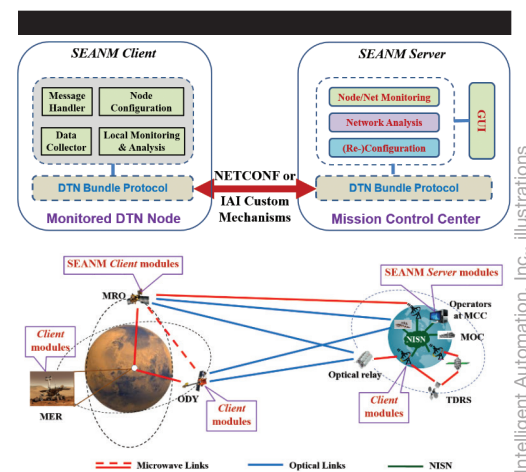 SEANM Client
SEANM Server
Message Handler
Node Configuration
Data Collector
Local Monitoring & Analysis
DTN Bundle Protocol
Monitored DTN Node
NETCONF or
IAI Custom
Mechanisms
Node/Net Monitoring
Network Analysis
(Re-)Configuration
GUI
DTN Bundle Protocol
Mission Control Center
SEANM Client modules
MRO
Client
modules
MER
ODY
Client
modules
SEANM Server modules
Operators
at MCC
NISN
MOC
Optical relay
Client
modules
TDRS
Microwave Links
Optical Links
NISN
Intelligent Automation, Inc., illustrations